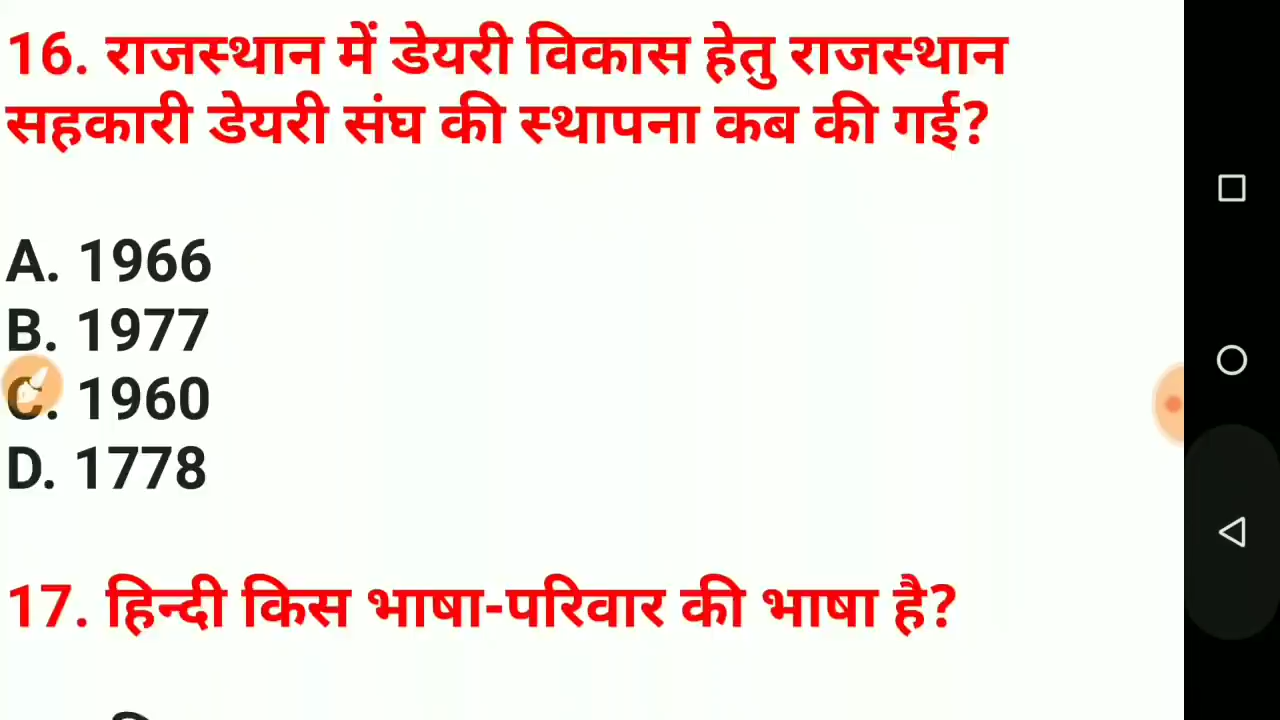 16. राजस्थान में डेयरी विकास हेतु राजस्थान
सहकारी डेयरी संघ की स्थापना कब की गई?
A. 1966
B. 1977
C. 1960
D. 1778
17. हिन्दी किस भाषा-परिवार की भाषा है?